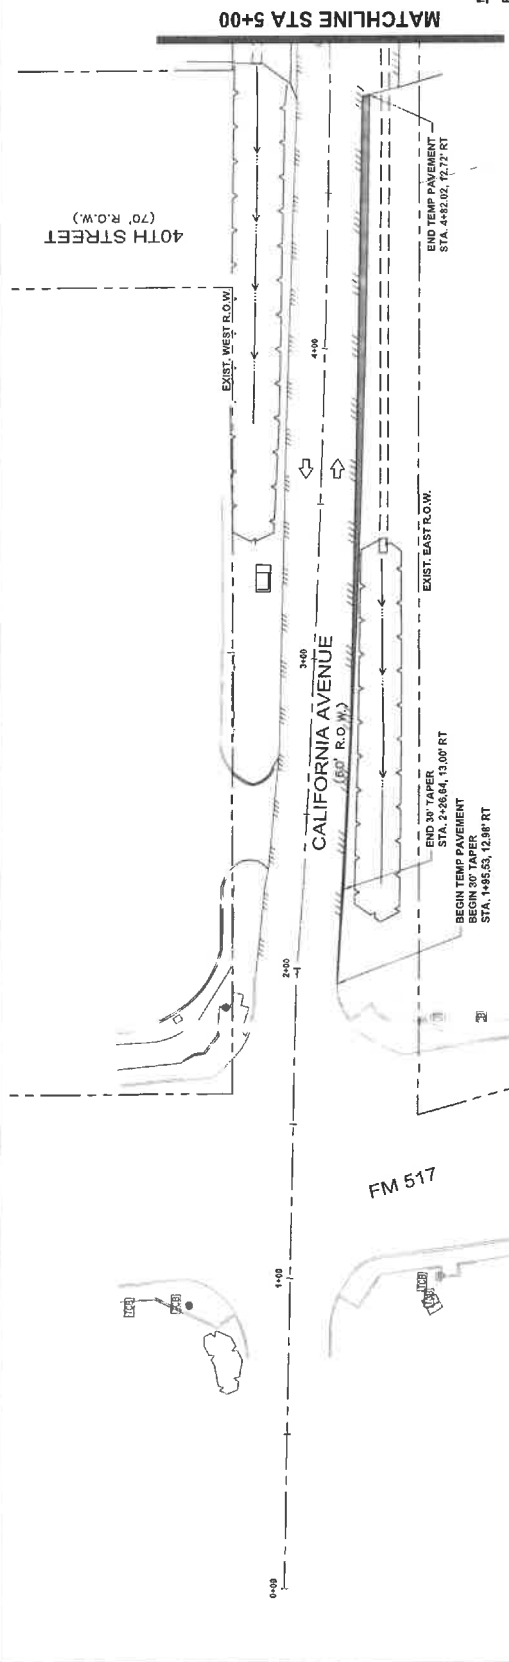 MATCHLINE STA 5+00
40TH STREET
(70' R.O.W.)
END TEMP PAVEMENT
STA. 4+82.02, 12.72' RT
EXIST. WEST R.O.W.
4+00
EXIST. EAST R.O.W.
3+00
CALIFORNIA AVENUE
(60' R.O.W.)
END 30' TAPER
STA. 2+26.64, 13.00' RT
BEGIN TEMP PAVEMENT
BEGIN 30' TAPER
STA. 1+95.53, 12.98' RT
2+00
FM 517
1+00
TCB
TCB
TCB
0+00